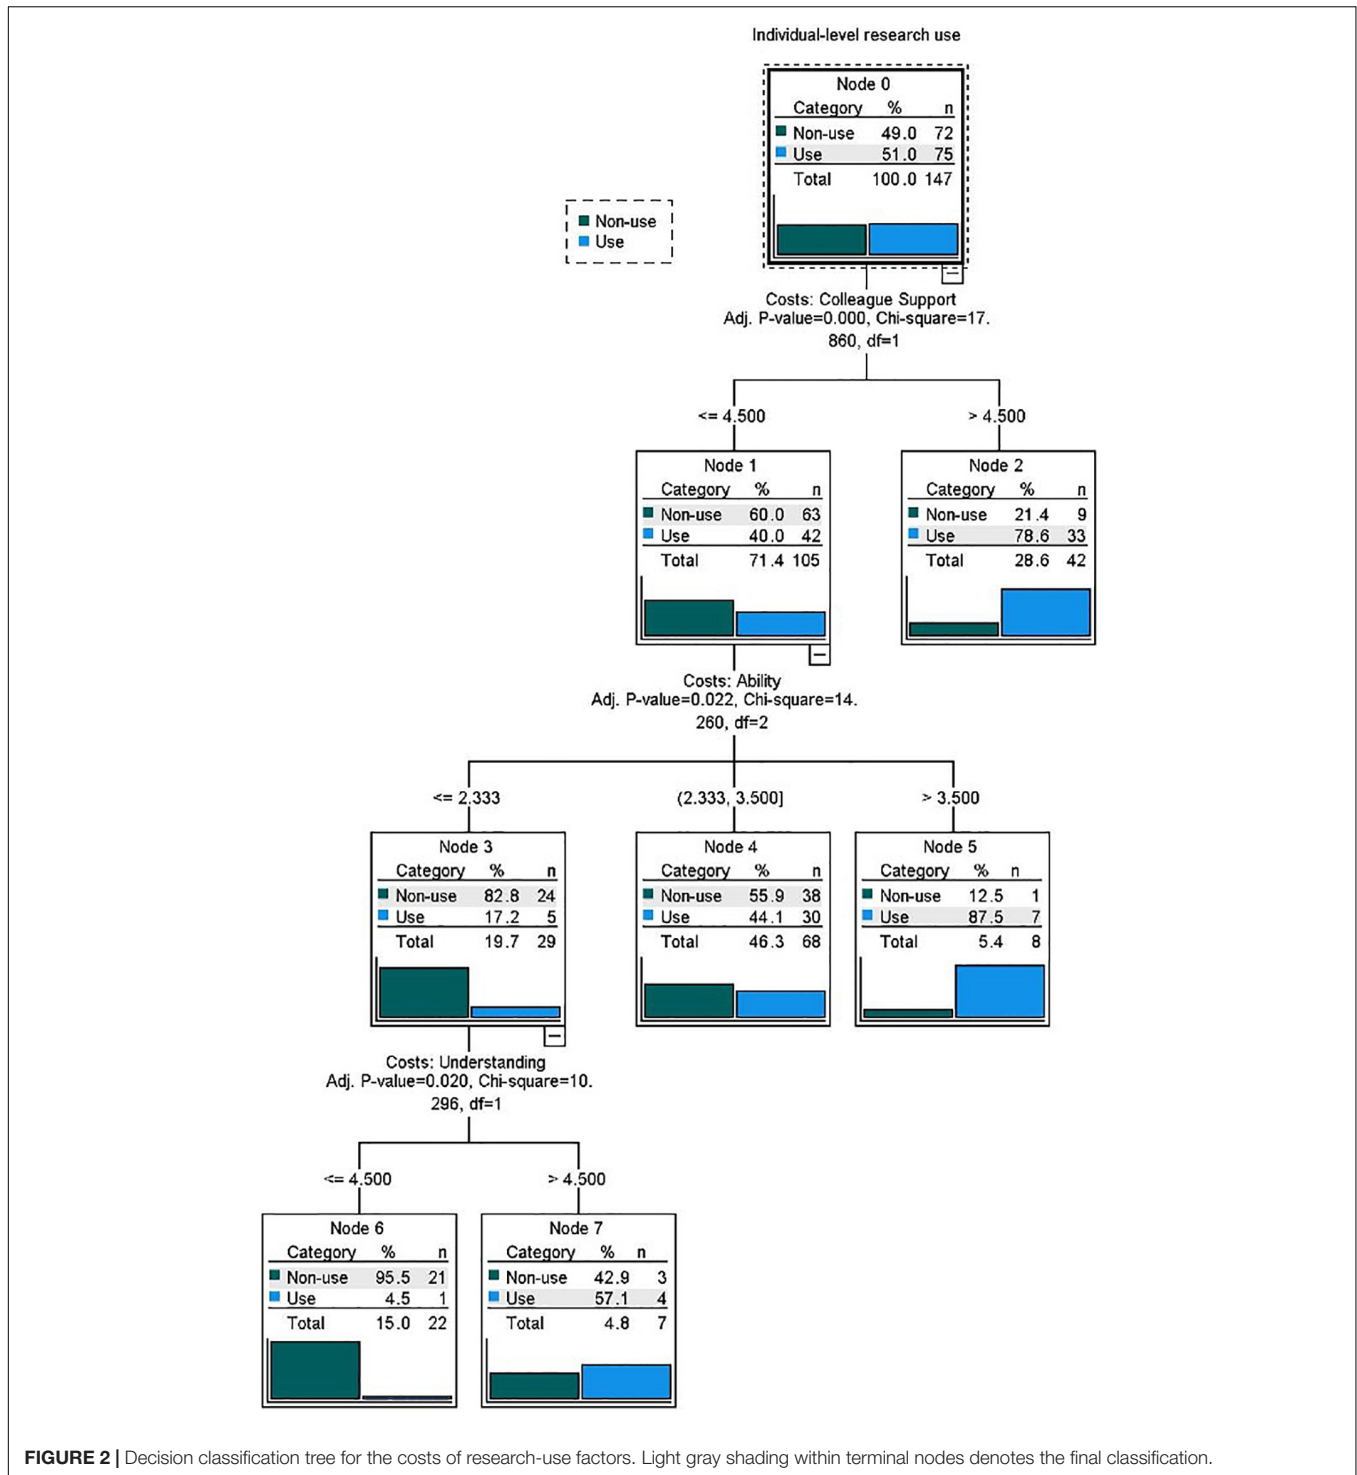 Individual-level research use
Node 0
Category % n
Non-use 49.0 72
Use 51.0 75
Total 100.0 147
Non-use
Use
Costs: Colleague Support
Adj. P-value=0.000, Chi-square=17.
860, df=1
<= 4.500
> 4.500
Node 1
Category % n
Non-use 60.0 63
Use 40.0 42
Total 71.4 105
Node 2
Category % n
Non-use 21.4 9
Use 78.6 33
Total 28.6 42
Costs: Ability
Adj. P-value=0.022, Chi-square=14.
260, df=2
<= 2.333
(2.333, 3.500]
> 3.500
Node 3
Category % n
Non-use 82.8 24
Use 17.2 5
Total 19.7 29
Node 4
Category % n
Non-use 55.9 38
Use 44.1 30
Total 46.3 68
Node 5
Category % n
Non-use 12.5 1
Use 87.5 7
Total 5.4 8
Costs: Understanding
Adj. P-value=0.020, Chi-square=10.
296, df=1
<= 4.500
> 4.500
Node 6
Category % n
Non-use 95.5 21
Use 4.5 1
Total 15.0 22
Node 7
Category % n
Non-use 42.9 3
Use 57.1 4
Total 4.8 7
FIGURE 2 | Decision classification tree for the costs of research-use factors. Light gray shading within terminal nodes denotes the final classification.